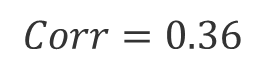 Corr = 0.36